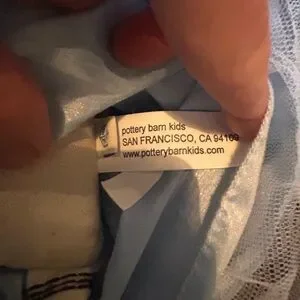 pottery barn kids
SAN FRANCISCO, CA 94109
www.potterybarnkids.com